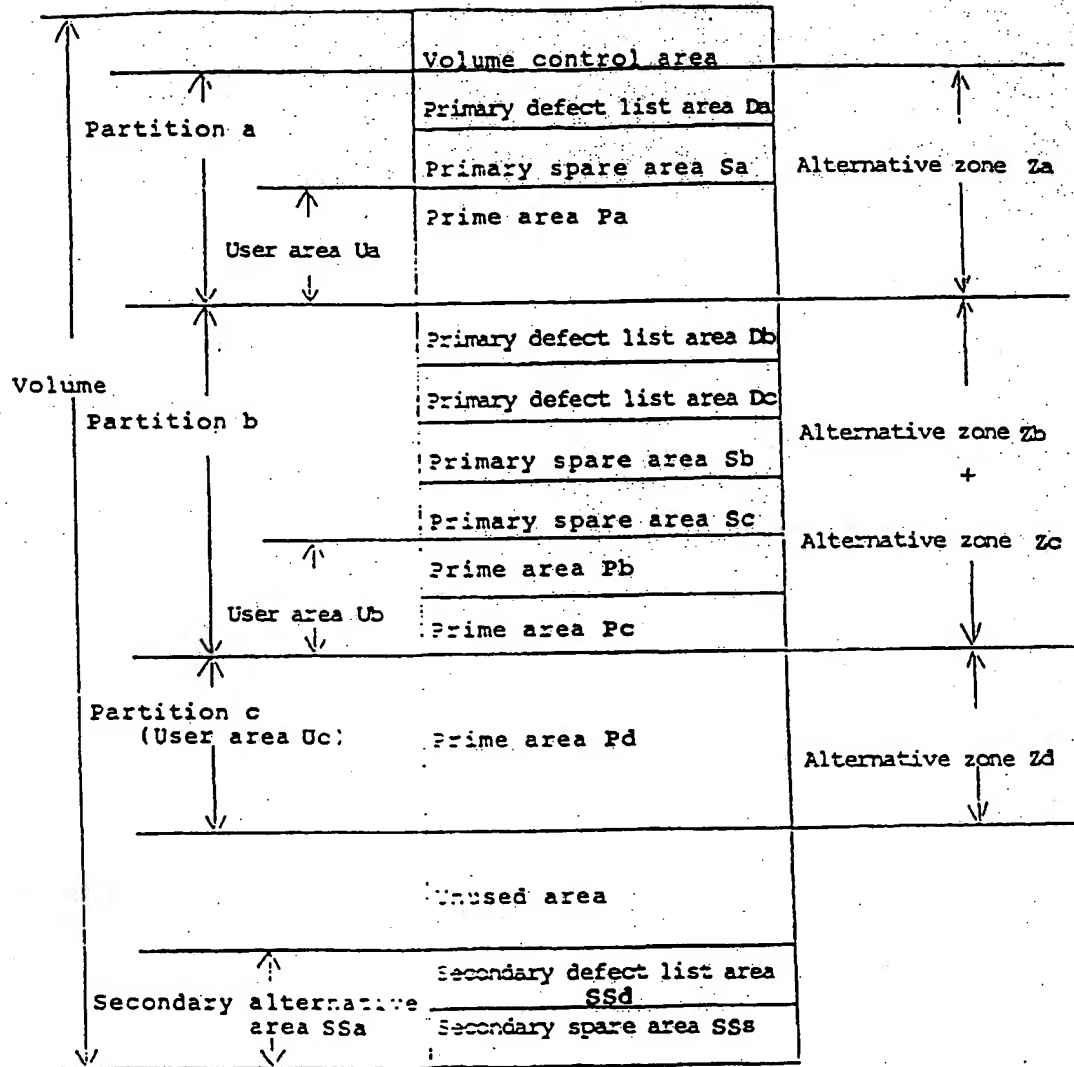 Volume control area
Primary defect list area Da
Partition a
Primary spare area Sa
Alternative zone Za
Prime area Pa
User area Ua
Primary defect list area Db
Volume
Primary defect list area Dc
Partition b
Alternative zone Zb
Primary spare area Sb
+
Primary spare area Sc
Alternative zone Zc
Prime area Pb
User area Ub
Prime area Pc
Partition c
(User area Uc)
Prime area Pd
Alternative zone Zd
Unused area
Secondary defect list area
SSd
Secondary alternative
area SSa
Secondary spare area SSs